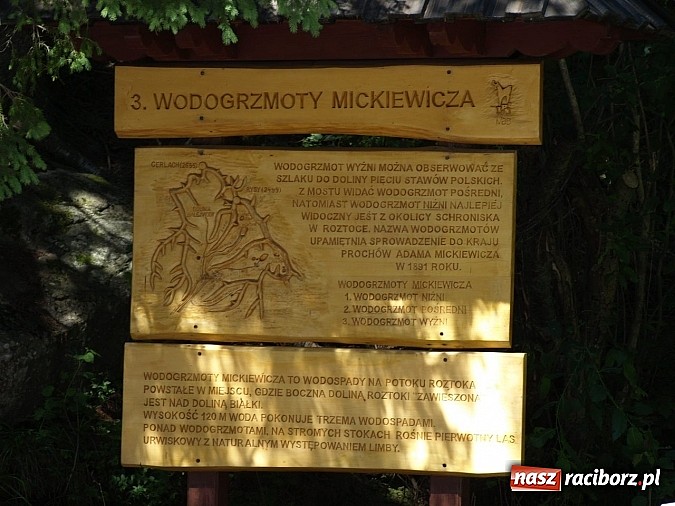 3. WODOGRZMOTY MICKIEWICZA
WODOGRZMOT WYŻNI MOŻNA OBSERWOWAĆ ZE
SZLAKU DO DOLINY PIĘCIU STAWÓW POLSKICH.
Z MOSTU WIDAĆ WODOGRZMOT POŚREDNI,
NATOMIAST WODOGRZMOT NIŻNI NAJLEPIEJ
WIDOCZNY JEST Z OKOLICY SCHRONISKA
W ROZTOCE. NAZWA WODOGRZMOTÓW
UPAMIĘTNIA SPROWADZENIE DO KRAJU
PROCHÓW ADAMA MICKIEWICZA
W 1891 ROKU.
WODOGRZMOTY MICKIEWICZA
1. WODOGRZMOT NIŻNI
2. WODOGRZMOT POŚREDNI
3. WODOGRZMOT WYŻNI
WODOGRZMOTY MICKIEWICZA TO WODOSPADY NA POTOKU ROZTOKA
POWSTAŁE W MIEJSCU, GDZIE BOCZNA DOLINA ROZTOKI "ZAWIESZONA
JEST NAD DOLINĄ BIAŁKI.
WYSOKOŚĆ 120 M WODA POKONUJE TRZEMA WODOSPADAMI.
PONAD WODOGRZMOTAMI, NA STROMYCH STOKACH ROŚNIE PIERWOTNY LAS
URWISKOWY Z NATURALNYM WYSTĘPOWANIEM LIMBY.
nasz raciborz.pl